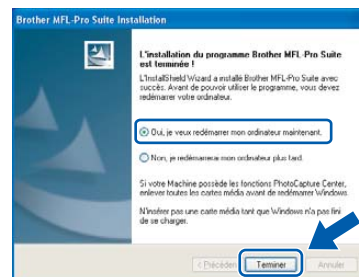 Brother MFL-Pro Suite Installation
L'installation du programme Brother MFL-Pro Suite
est terminée !
L'InstallShield Wizard a installé Brother MFL-Pro Suite avec
succès. Avant de pouvoir utiliser le programme, vous devez
redémarrer votre ordinateur.
Oui, je veux redémarrer mon ordinateur maintenant.
Non, je redémarrerai mon ordinateur plus tard.
Si votre Machine possède les fonctions PhotoCapture Center,
enlever toutes les cartes média avant de redémarrer Windows.
N'insérer pas une carte média tant que Windows n'a pas fini
de se charger.
< Précéden Terminer Annuler